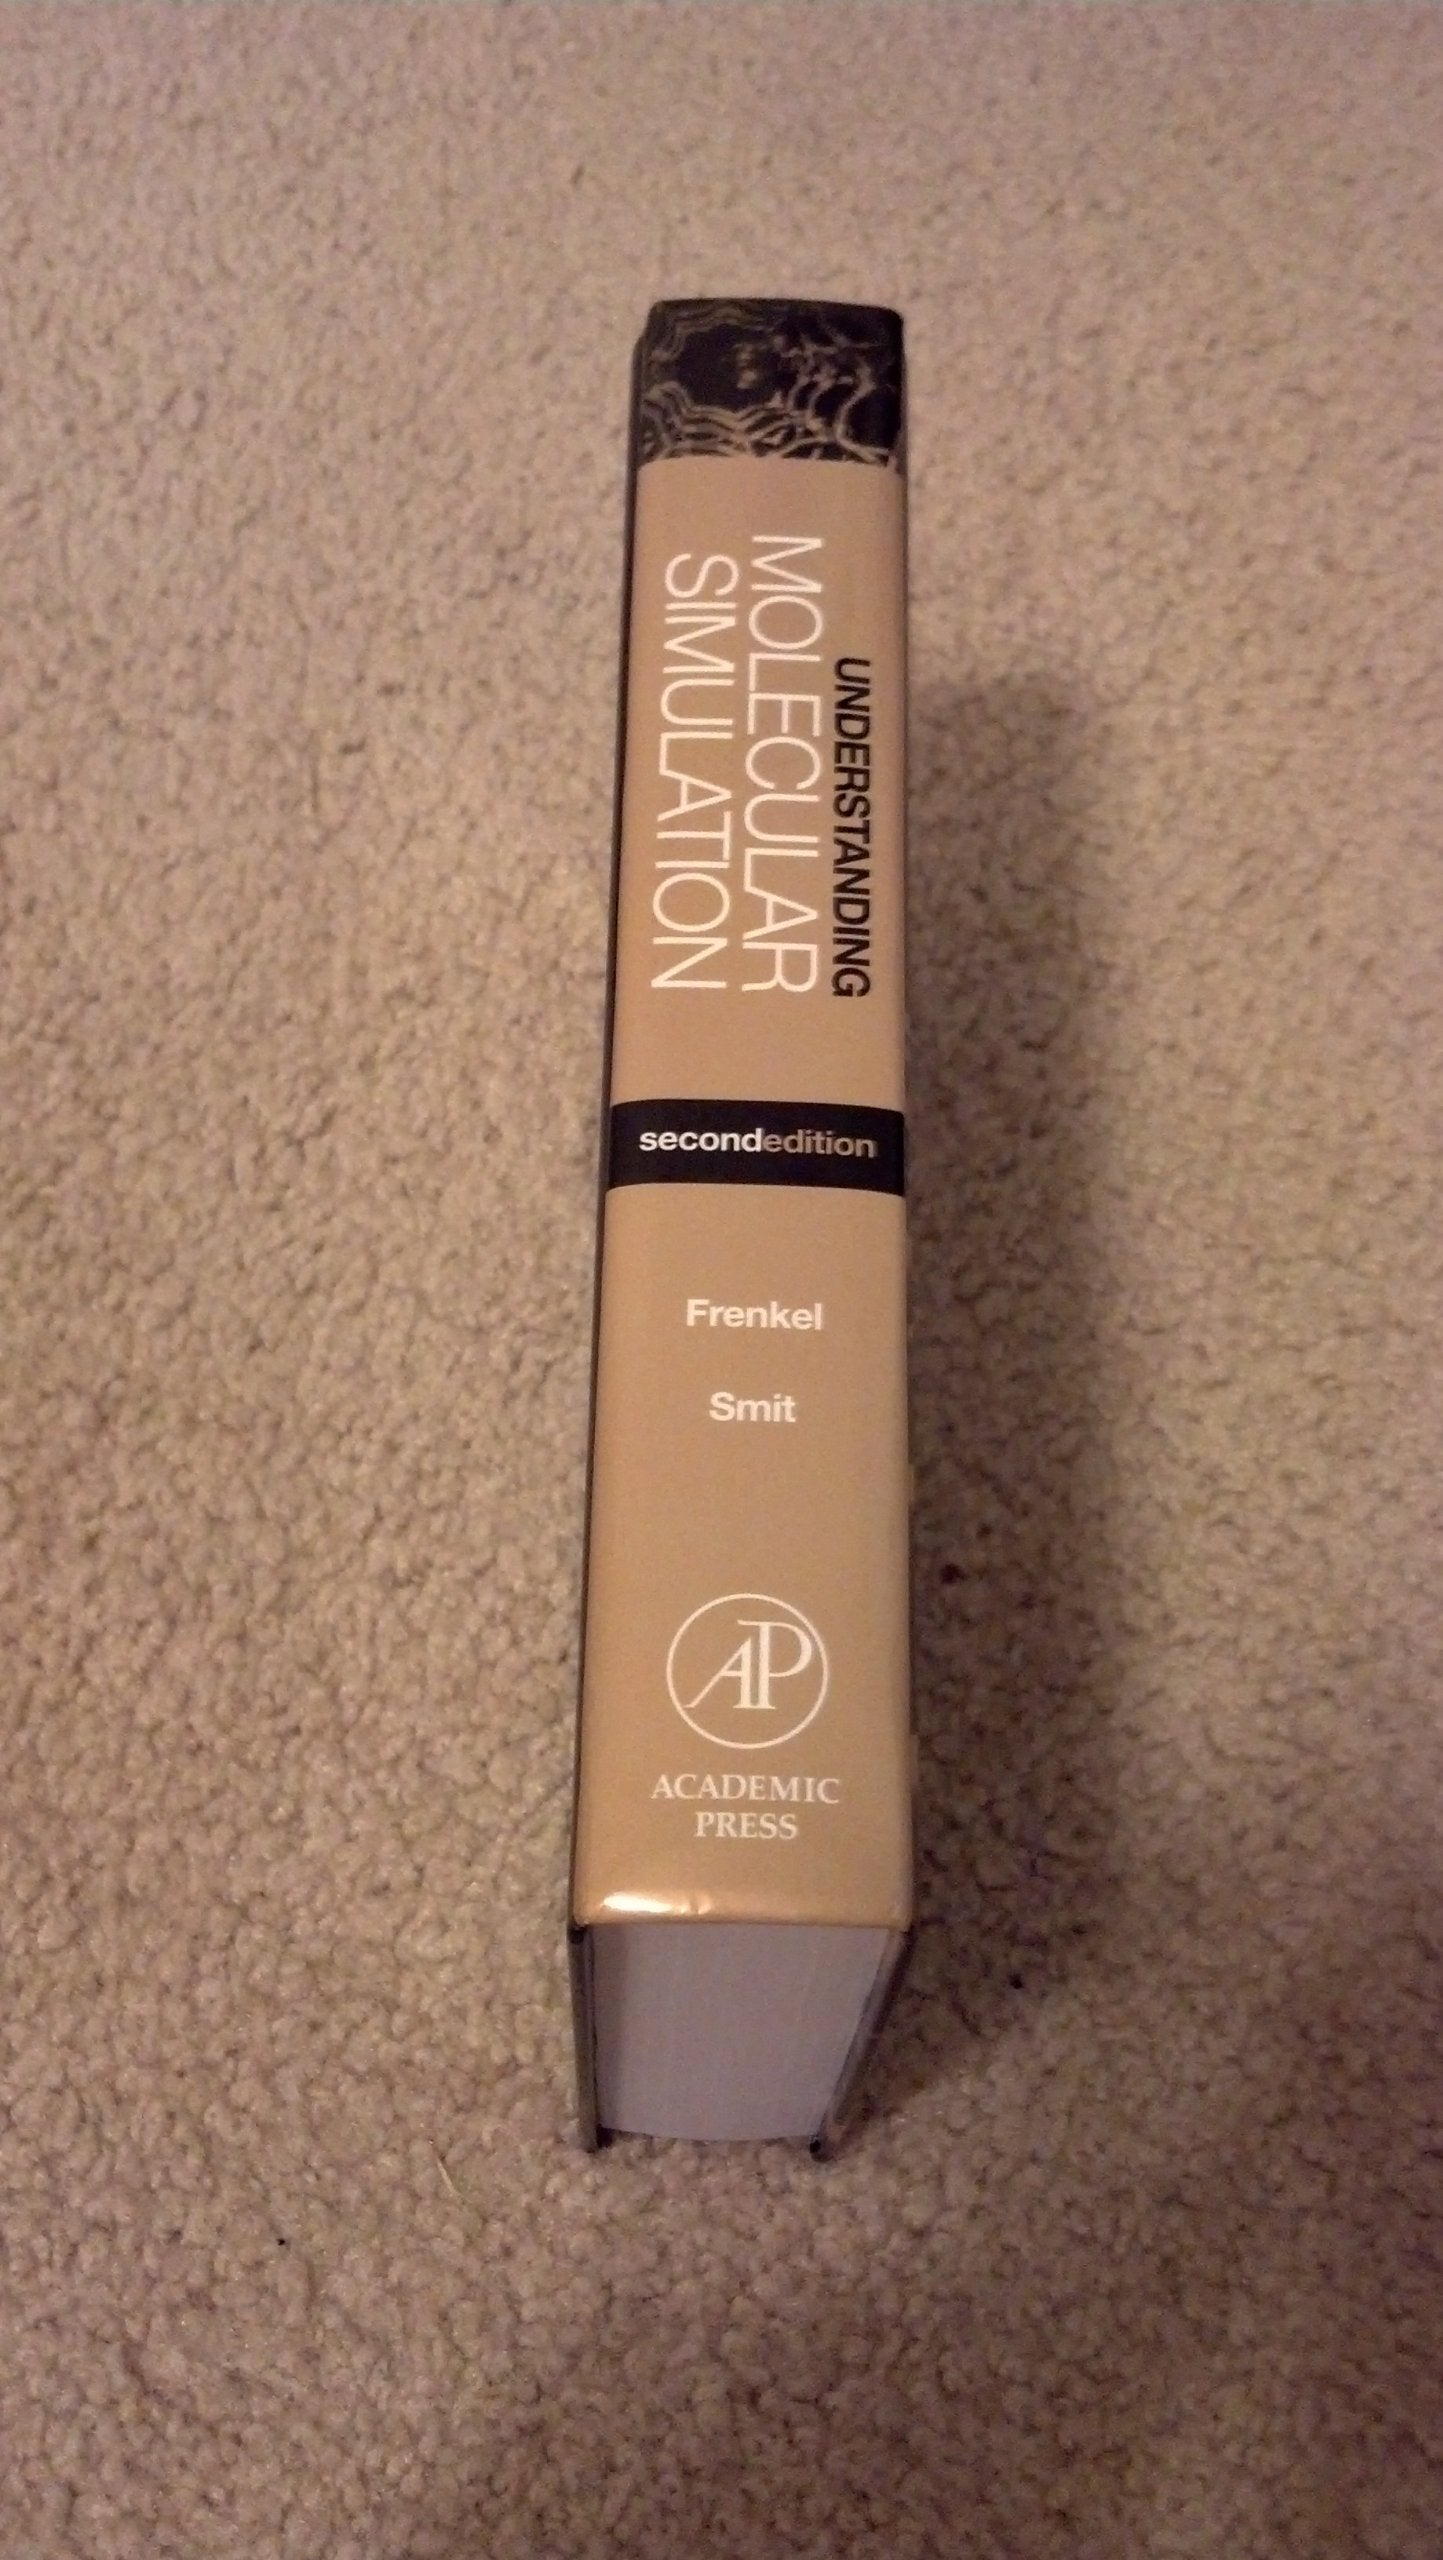 UNDERSTANDING
MOLECULAR
SIMULATION
secondedition
Frenkel
Smit
AP
ACADEMIC
PRESS